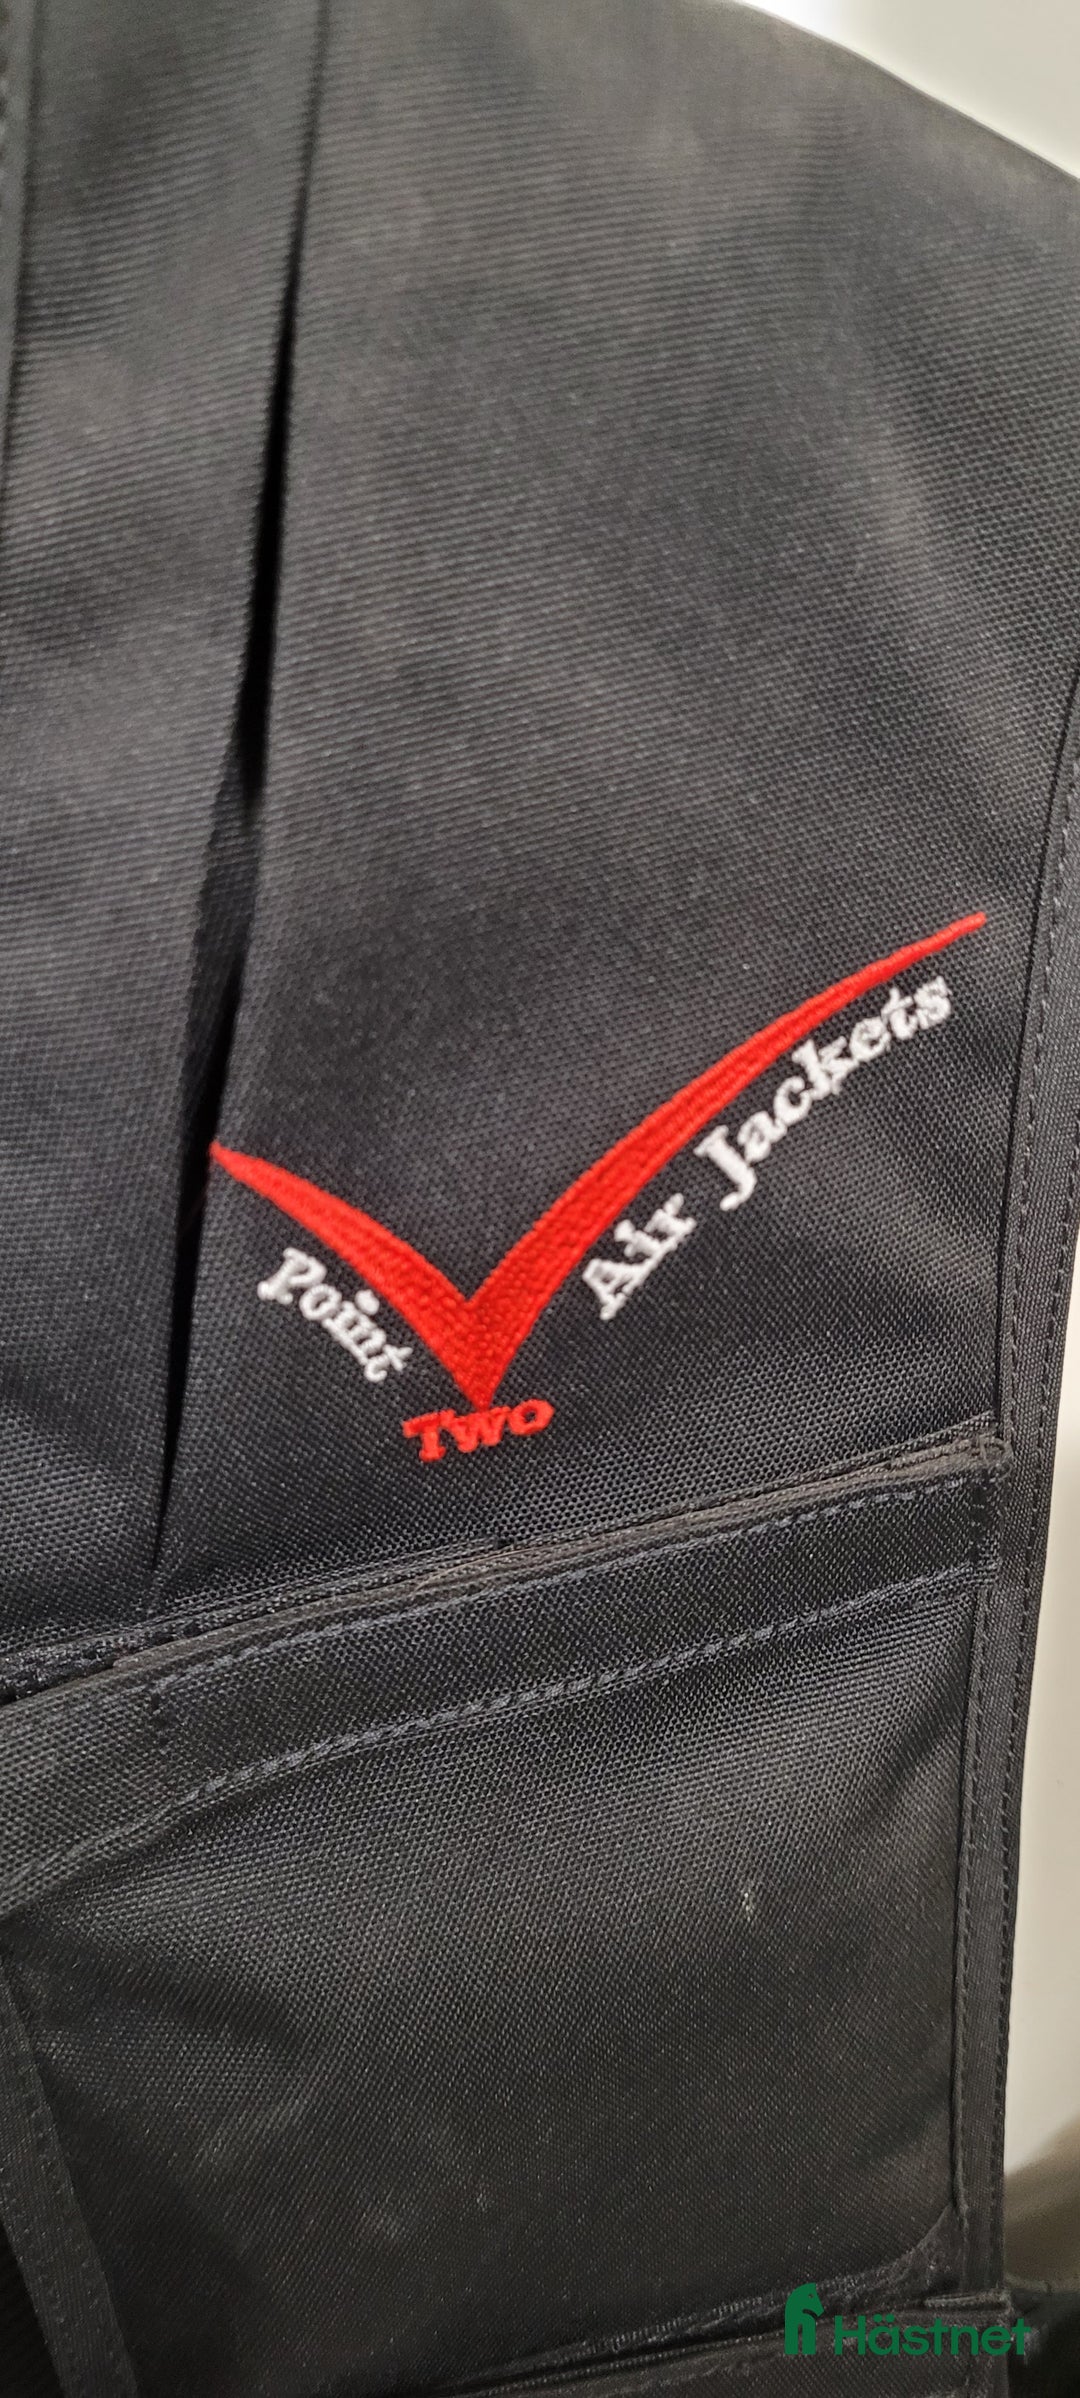 Point
Two
Air Jackets
Hästnet